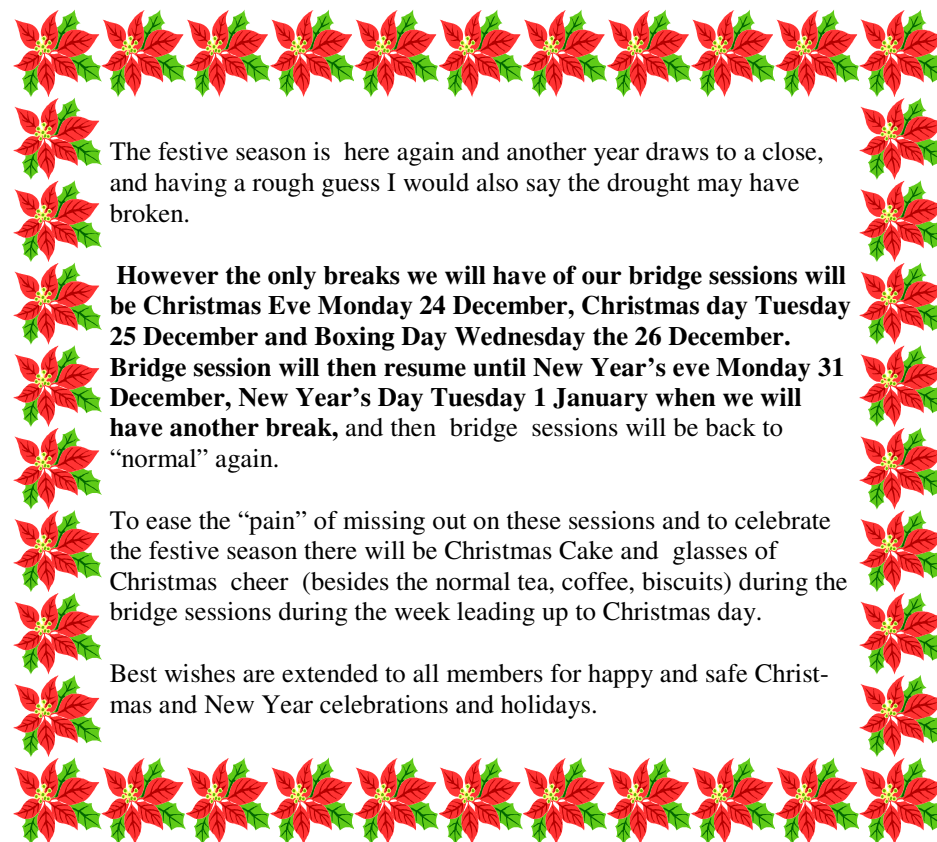 The festive season is  here again and another year draws to a close,
and having a rough guess I would also say the drought may have
broken.
However the only breaks we will have of our bridge sessions will
be Christmas Eve Monday 24 December, Christmas day Tuesday
25 December and Boxing Day Wednesday the 26 December.
Bridge session will then resume until New Year’s eve Monday 31
December, New Year’s Day Tuesday 1 January when we will
have another break, and then  bridge  sessions will be back to
“normal” again.
To ease the “pain” of missing out on these sessions and to celebrate
the festive season there will be Christmas Cake and  glasses of
Christmas  cheer  (besides the normal tea, coffee, biscuits) during the
bridge sessions during the week leading up to Christmas day.
Best wishes are extended to all members for happy and safe Christ-
mas and New Year celebrations and holidays.